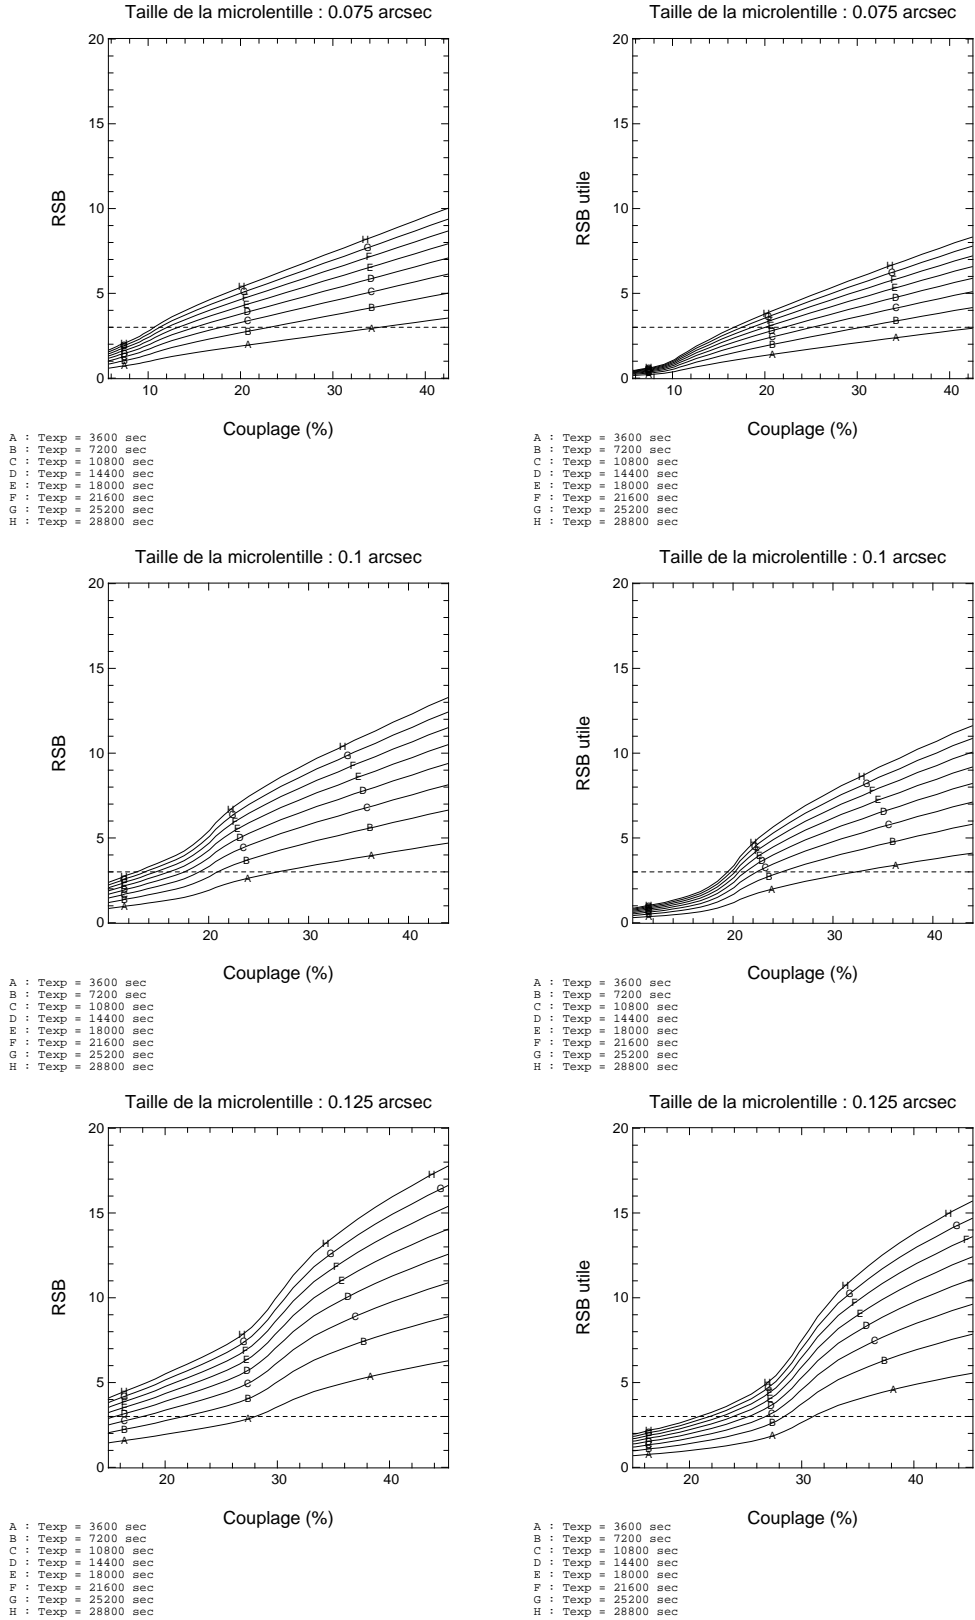 Taille de la microlentille : 0.075 arcsec
20
15
10
5
0
RSB
10 20 30 40
Couplage (%)
A : Texp = 3600 sec
B : Texp = 7200 sec
C : Texp = 10800 sec
D : Texp = 14400 sec
E : Texp = 18000 sec
F : Texp = 21600 sec
G : Texp = 25200 sec
H : Texp = 28800 sec
Taille de la microlentille : 0.075 arcsec
20
15
10
5
0
RSB utile
10 20 30 40
Couplage (%)
A : Texp = 3600 sec
B : Texp = 7200 sec
C : Texp = 10800 sec
D : Texp = 14400 sec
E : Texp = 18000 sec
F : Texp = 21600 sec
G : Texp = 25200 sec
H : Texp = 28800 sec
Taille de la microlentille : 0.1 arcsec
20
15
10
5
0
RSB
20 30 40
Couplage (%)
A : Texp = 3600 sec
B : Texp = 7200 sec
C : Texp = 10800 sec
D : Texp = 14400 sec
E : Texp = 18000 sec
F : Texp = 21600 sec
G : Texp = 25200 sec
H : Texp = 28800 sec
Taille de la microlentille : 0.1 arcsec
20
15
10
5
0
RSB utile
20 30 40
Couplage (%)
A : Texp = 3600 sec
B : Texp = 7200 sec
C : Texp = 10800 sec
D : Texp = 14400 sec
E : Texp = 18000 sec
F : Texp = 21600 sec
G : Texp = 25200 sec
H : Texp = 28800 sec
Taille de la microlentille : 0.125 arcsec
20
15
10
5
0
RSB
20 30 40
Couplage (%)
A : Texp = 3600 sec
B : Texp = 7200 sec
C : Texp = 10800 sec
D : Texp = 14400 sec
E : Texp = 18000 sec
F : Texp = 21600 sec
G : Texp = 25200 sec
H : Texp = 28800 sec
Taille de la microlentille : 0.125 arcsec
20
15
10
5
0
RSB utile
20 30 40
Couplage (%)
A : Texp = 3600 sec
B : Texp = 7200 sec
C : Texp = 10800 sec
D : Texp = 14400 sec
E : Texp = 18000 sec
F : Texp = 21600 sec
G : Texp = 25200 sec
H : Texp = 28800 sec